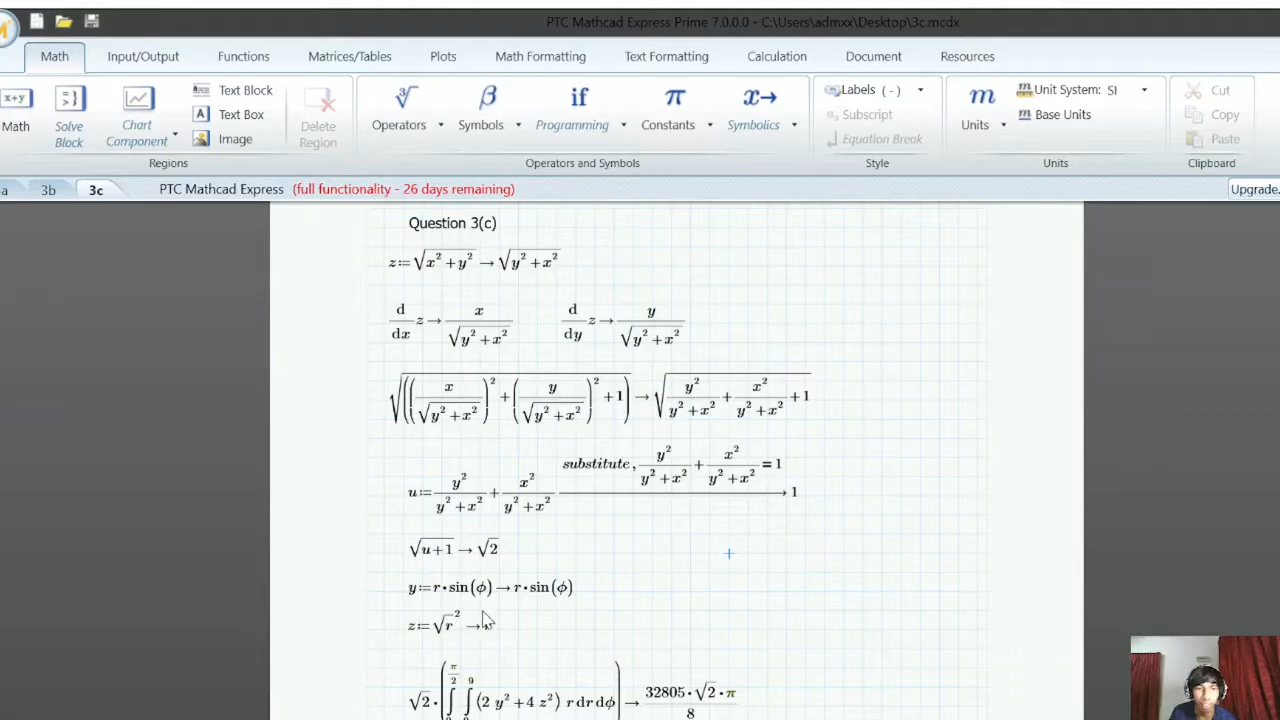 PTC Mathcad Express Prime 7.0.0.0 - C:\Users\admxx\Desktop\3c.mcdx
Math Input/Output Functions Matrices/Tables Plots Math Formatting Text Formatting Calculation Document Resources
Math
Solve Block
Chart Component
Text Block
Text Box
Image
Delete Region
Regions
Operators
Symbols
Programming
Constants
Symbolics
Operators and Symbols
Labels (-)
Subscript
Equation Break
Style
Units
Unit System: SI
Base Units
Units
Cut
Copy
Paste
Clipboard
a 3b 3c PTC Mathcad Express (full functionality - 26 days remaining) Upgrade.
Question 3(c)
z:=√(x²+y²) → √(y²+x²)
d/dx z → x/√(y²+x²) d/dy z → y/√(y²+x²)
√(((x/√(y²+x²))²+(y/√(y²+x²))²+1)) → √(y²/(y²+x²)+x²/(y²+x²)+1)
u:=y²/(y²+x²)+x²/(y²+x²) substitute, y²/(y²+x²)+x²/(y²+x²)=1 → 1
√(u+1) → √2
y:=r·sin(ϕ) → r·sin(ϕ)
z:=√r² →
√2·(∫ π/2 ∫ 9 (2 y²+4 z²) r dr dϕ) → 32805·√2·π/8